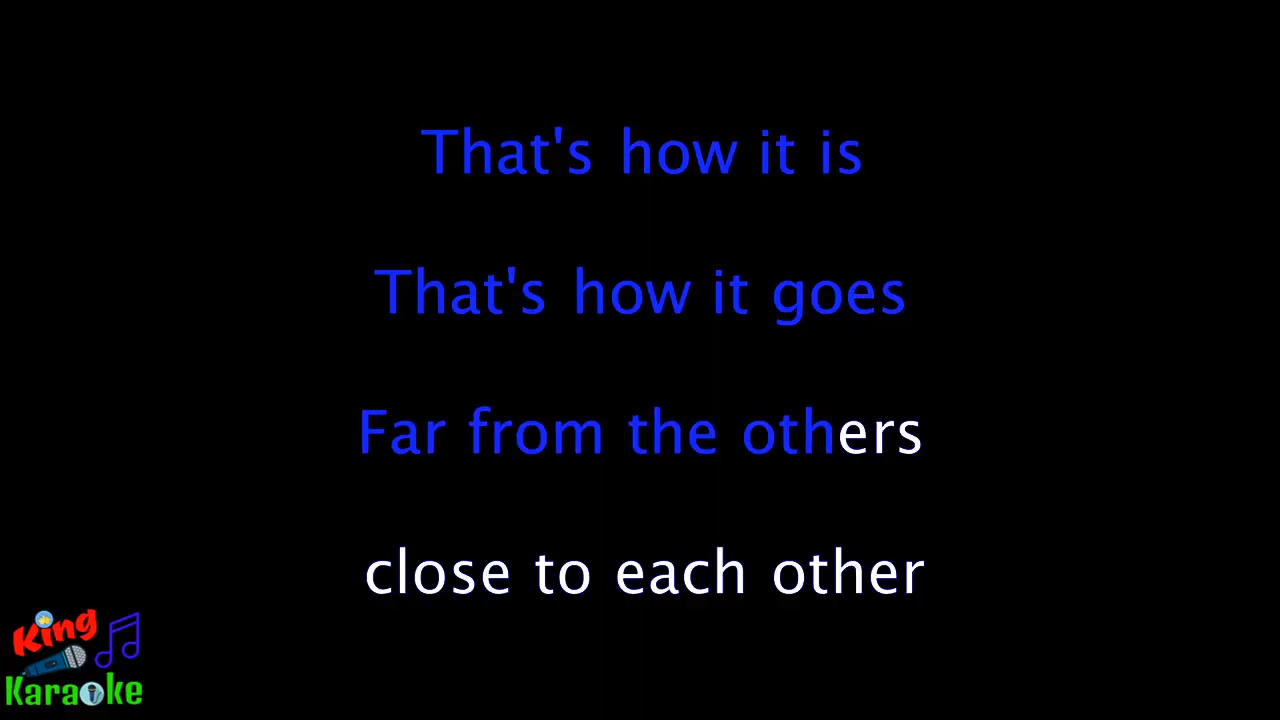 That's how it is
That's how it goes
Far from the others
close to each other
King
Karaoke